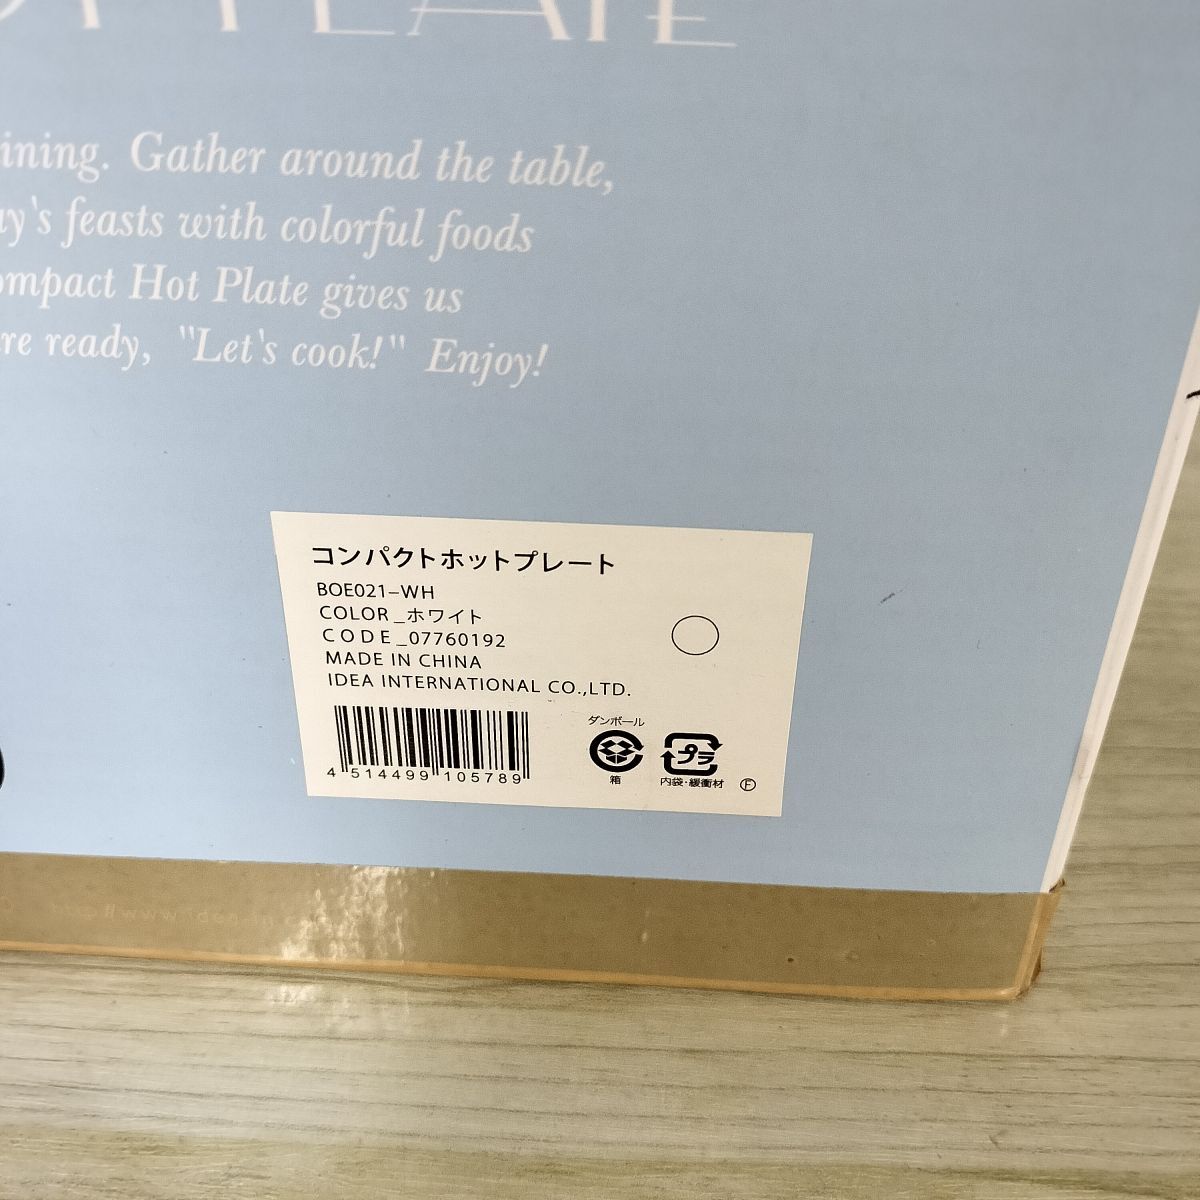 PLATE
Gather around the table,
feasts with colorful foods
Hot Plate gives us
ready, "Let's cook!" Enjoy!
コンパクトホットプレート
BOE021-WH
COLOR_ホワイト
CODE_07760192
MADE IN CHINA
IDEA INTERNATIONAL CO.,LTD.
4 514499 105789
ダンボール
箱
プラ
内袋・緩衝材
F